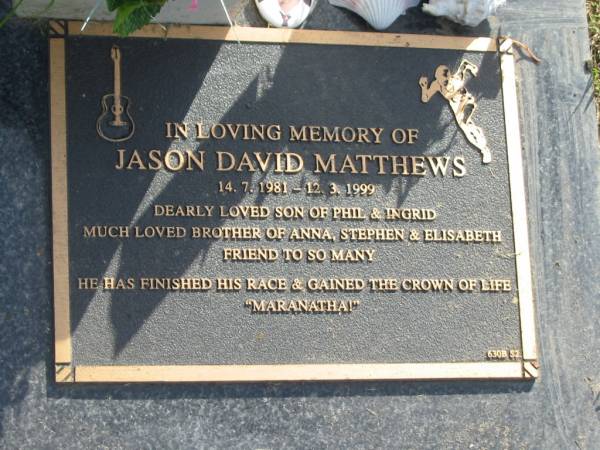 IN LOVING MEMORY OF
JASON DAVID MATTHEWS
14. 7. 1981 – 12. 3. 1999
DEARLY LOVED SON OF PHIL & INGRID
MUCH LOVED BROTHER OF ANNA, STEPHEN & ELISABETH
FRIEND TO SO MANY
HE HAS FINISHED HIS RACE & GAINED THE CROWN OF LIFE
"MARANATHA!"
630B 52